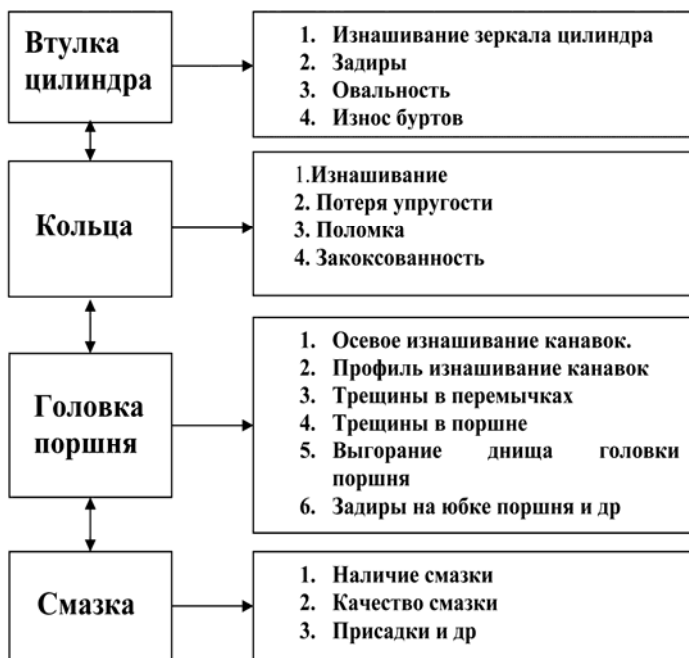 Втулка
цилиндра
1. Изнашивание зеркала цилиндра
2. Задиры
3. Овальность
4. Износ буртов
Кольца
1.Изнашивание
2. Потеря упругости
3. Поломка
4. Закоксованность
Головка
поршня
1. Осевое изнашивание канавок.
2. Профиль изнашивание канавок
3. Трещины в перемычках
4. Трещины в поршне
5. Выгорание днища головки
поршня
6. Задиры на юбке поршня и др
Смазка
1. Наличие смазки
2. Качество смазки
3. Присадки и др